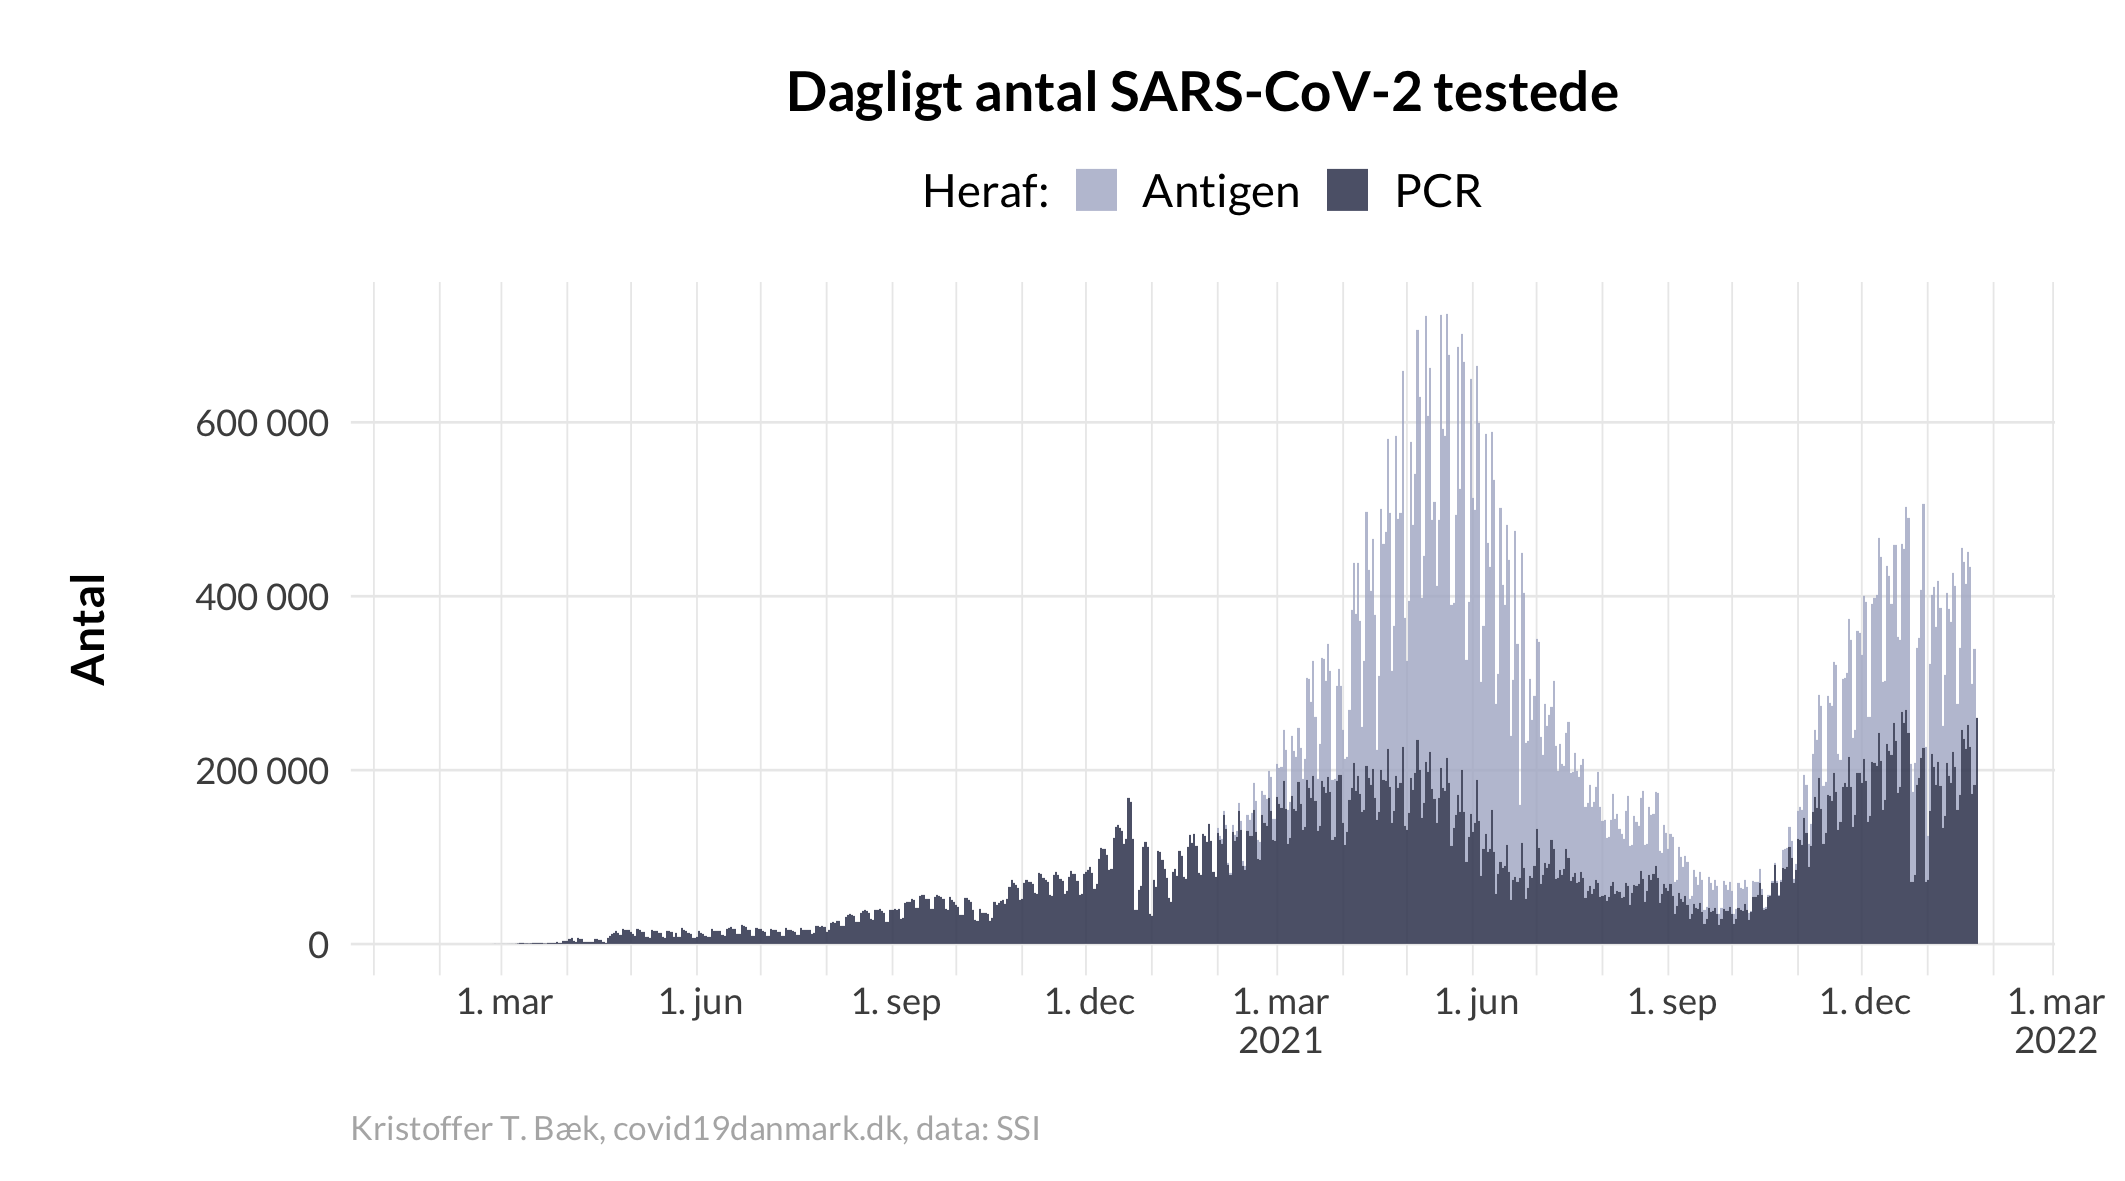 Dagligt antal SARS-CoV-2 testede
Heraf: Antigen PCR
Antal
600 000
400 000
200 000
0
1. mar 1. jun 1. sep 1. dec 1. mar 1. jun 1. sep 1. dec 1. mar
2021 2022
Kristoffer T. Bæk, covid19danmark.dk, data: SSI